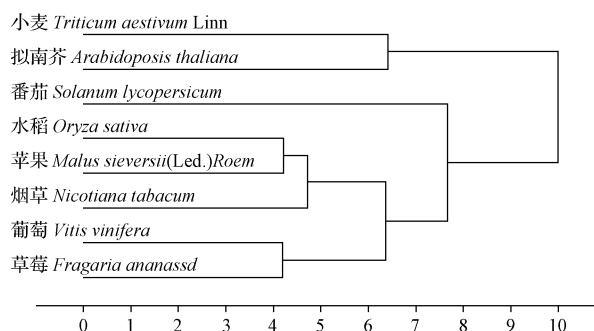 小麦 Triticum aestivum Linn
拟南芥 Arabidoposis thaliana
番茄 Solanum lycopersicum
水稻 Oryza sativa
苹果 Malus sieversii(Led.)Roem
烟草 Nicotiana tabacum
葡萄 Vitis vinifera
草莓 Fragaria ananassd
0 1 2 3 4 5 6 7 8 9 10